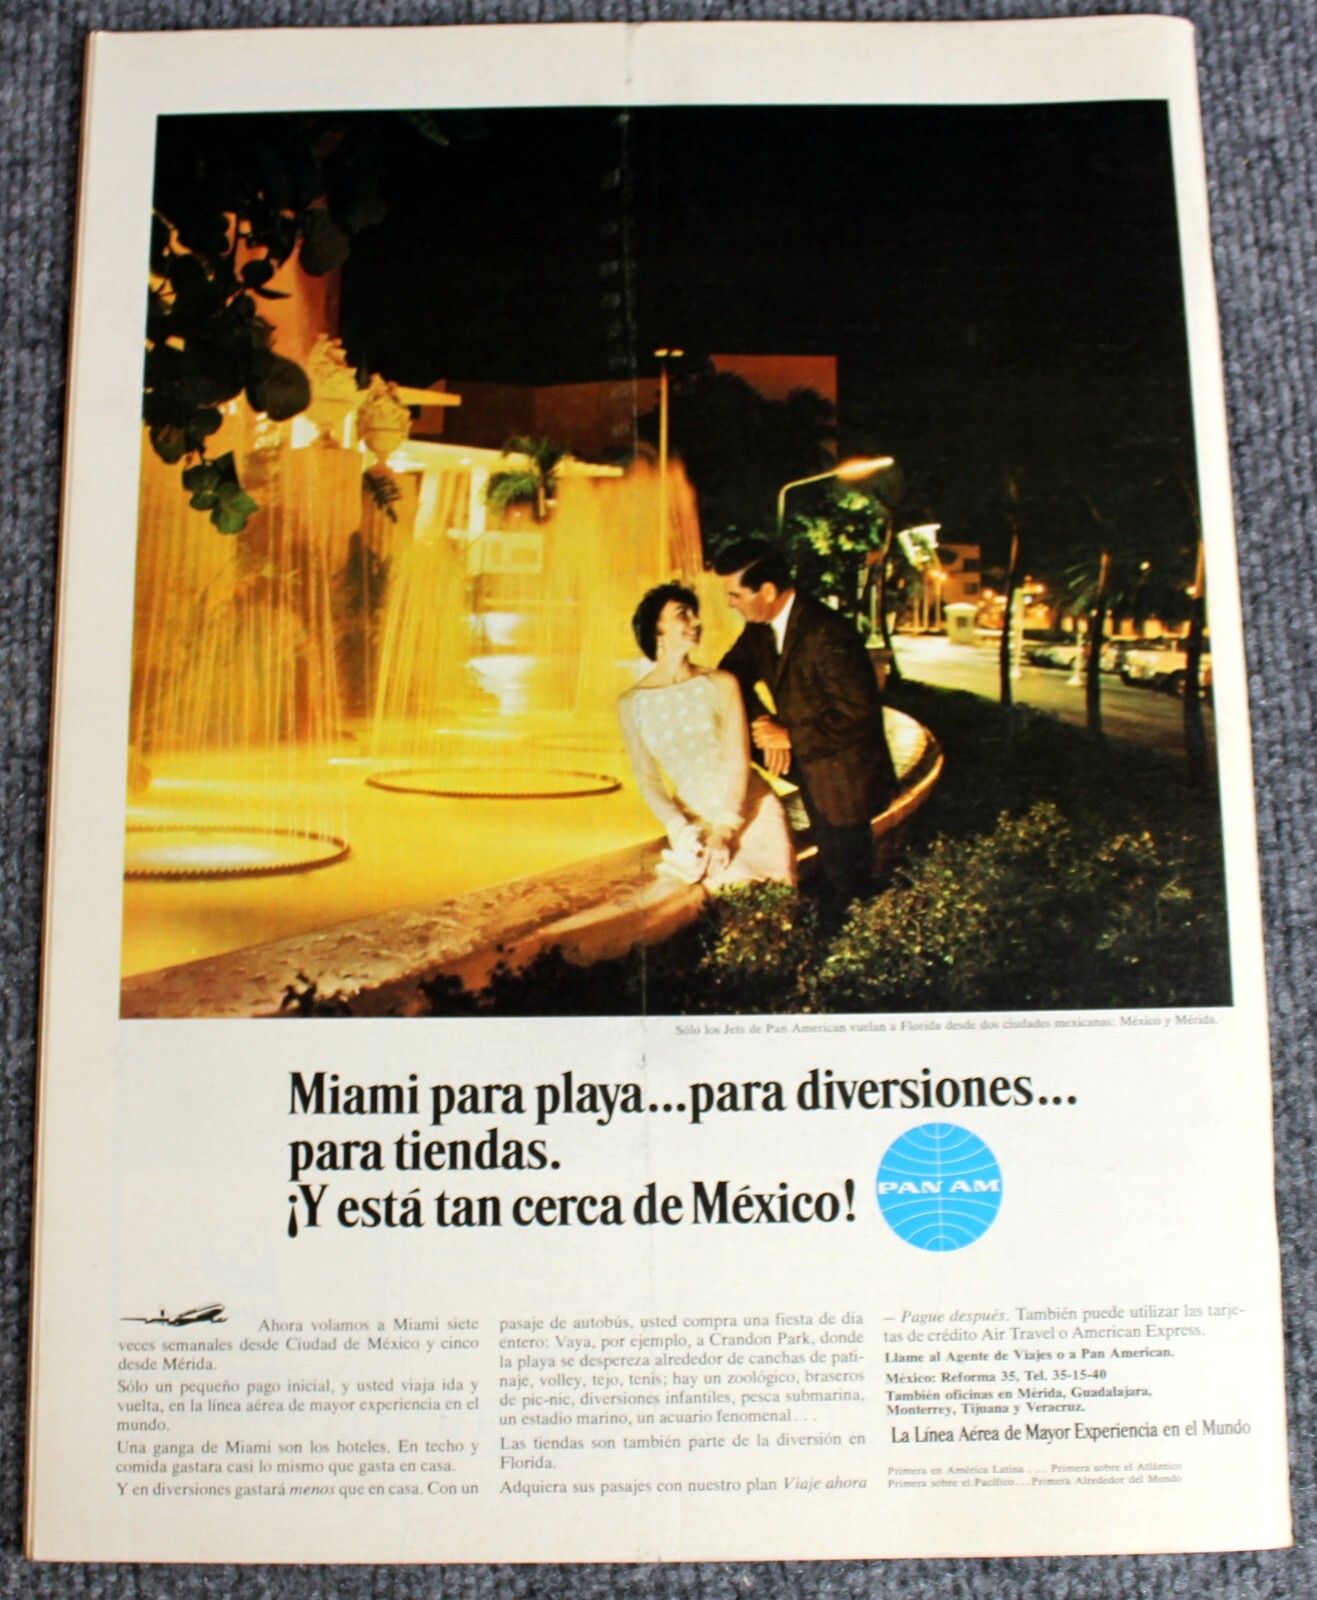 Sólo los Jets de Pan American vuelan a Florida desde dos ciudades mexicanas: México y Mérida.
Miami para playa...para diversiones...
para tiendas.
¡Y está tan cerca de México!
PAN AM
Ahora volamos a Miami siete
veces semanales desde Ciudad de México y cinco
desde Mérida.
Sólo un pequeño pago inicial, y usted viaja ida y
vuelta, en la línea aérea de mayor experiencia en el
mundo.
Una ganga de Miami son los hoteles. En techo y
comida gastara casi lo mismo que gasta en casa.
Y en diversiones gastará menos que en casa. Con un
pasaje de autobús, usted compra una fiesta de día
entero: Vaya, por ejemplo, a Crandon Park, donde
la playa se despereza alrededor de canchas de pati-
naje, volley, tejo, tenis; hay un zoológico, braseros
de pic-nic, diversiones infantiles, pesca submarina,
un estadio marino, un acuario fenomenal...
Las tiendas son también parte de la diversión en
Florida.
Adquiera sus pasajes con nuestro plan Viaje ahora
— Pague después. También puede utilizar las tarje-
tas de crédito Air Travel o American Express.
Llame al Agente de Viajes o a Pan American.
México: Reforma 35, Tel. 35-15-40
También oficinas en Mérida, Guadalajara,
Monterrey, Tijuana y Veracruz.
La Línea Aérea de Mayor Experiencia en el Mundo
Primera en América Latina ... Primera sobre el Atlántico
Primera sobre el Pacífico ... Primera Alrededor del Mundo